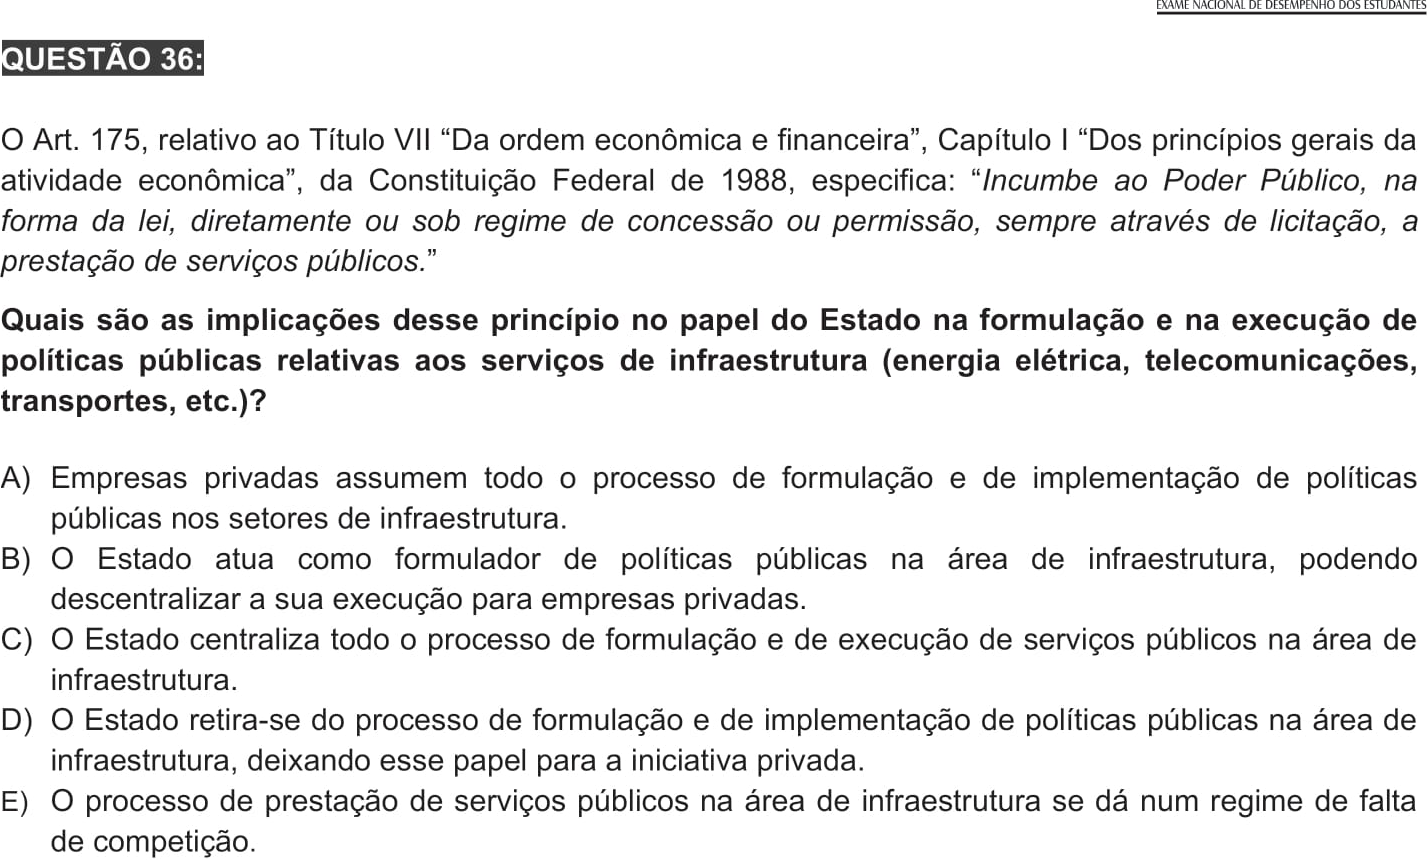 EXAME NACIONAL DE DESEMPENHO DOS ESTUDANTES
QUESTÃO 36:
O Art. 175, relativo ao Título VII “Da ordem econômica e financeira”, Capítulo I “Dos princípios gerais da
atividade econômica”, da Constituição Federal de 1988, especifica: “Incumbe ao Poder Público, na
forma da lei, diretamente ou sob regime de concessão ou permissão, sempre através de licitação, a
prestação de serviços públicos.”
Quais são as implicações desse princípio no papel do Estado na formulação e na execução de
políticas públicas relativas aos serviços de infraestrutura (energia elétrica, telecomunicações,
transportes, etc.)?
A) Empresas privadas assumem todo o processo de formulação e de implementação de políticas
públicas nos setores de infraestrutura.
B) O Estado atua como formulador de políticas públicas na área de infraestrutura, podendo
descentralizar a sua execução para empresas privadas.
C) O Estado centraliza todo o processo de formulação e de execução de serviços públicos na área de
infraestrutura.
D) O Estado retira-se do processo de formulação e de implementação de políticas públicas na área de
infraestrutura, deixando esse papel para a iniciativa privada.
E) O processo de prestação de serviços públicos na área de infraestrutura se dá num regime de falta
de competição.